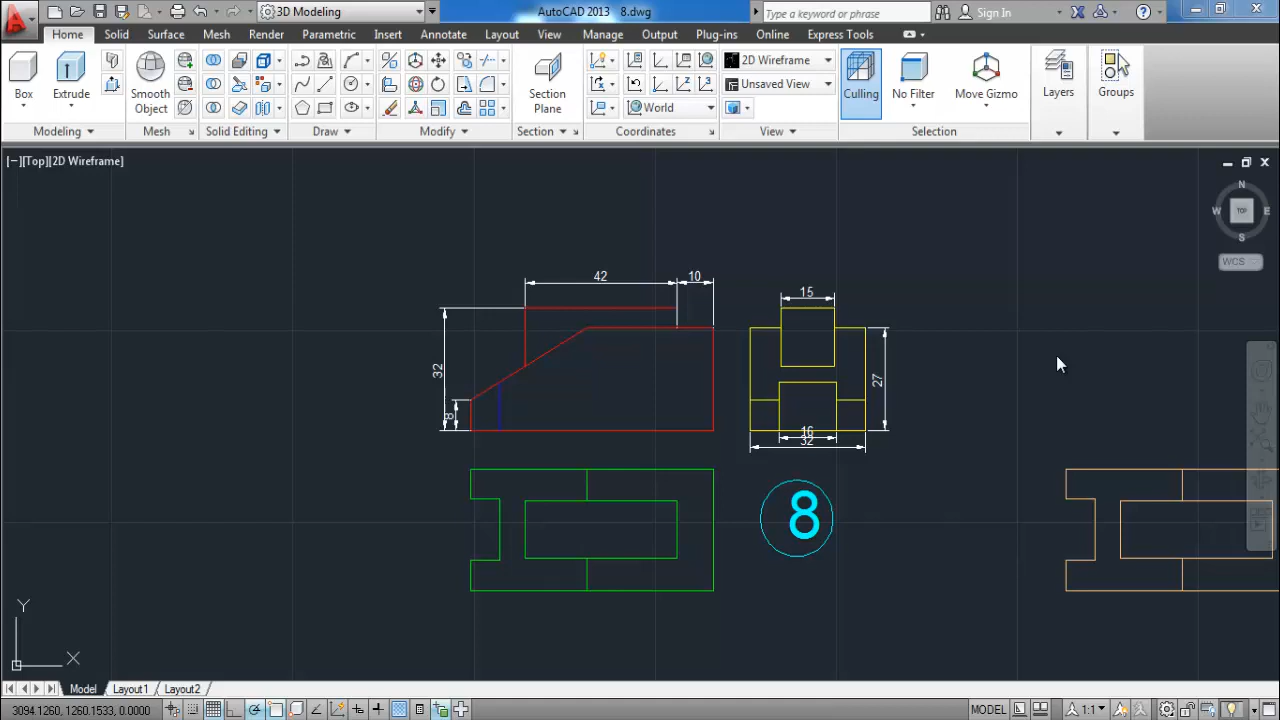 3D Modeling
AutoCAD 2013 8.dwg
Type a keyword or phrase
Sign In
Home Solid Surface Mesh Render Parametric Insert Annotate Layout View Manage Output Plug-ins Online Express Tools
Box
Extrude
Smooth Object
Section Plane
World
2D Wireframe
Unsaved View
Culling
No Filter
Move Gizmo
Layers
Groups
Modeling Mesh Solid Editing Draw Modify Section Coordinates View Selection
[−][Top][2D Wireframe]
N
W TOP E
S
WCS
42 10
15
32
8
27
16
32
8
Y
X
Model Layout1 Layout2
3094.1260, 1260.1533, 0.0000
MODEL
1:1